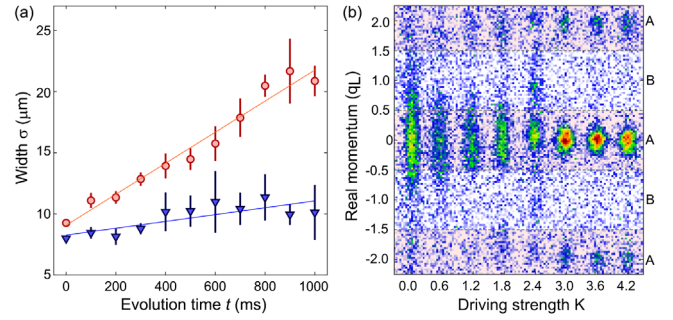 (a)
25
20
15
10
5
Width σ (μm)
0 200 400 600 800 1000
Evolution time t (ms)
(b)
2.0
1.5
1.0
0.5
0
-0.5
-1.0
-1.5
-2.0
Real momentum (qL)
A
B
A
B
A
0.0 0.6 1.2 1.8 2.4 3.0 3.6 4.2
Driving strength K